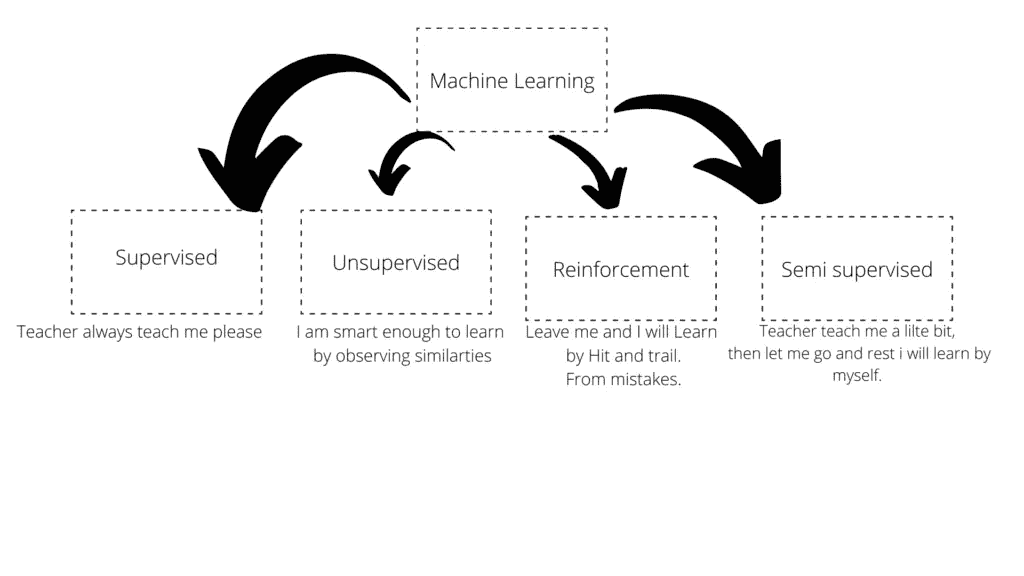 Machine Learning
Supervised
Teacher always teach me please
Unsupervised
I am smart enough to learn
by observing similarties
Reinforcement
Leave me and I will Learn
by Hit and trail.
From mistakes.
Semi supervised
Teacher teach me a lilte bit,
then let me go and rest i will learn by
myself.